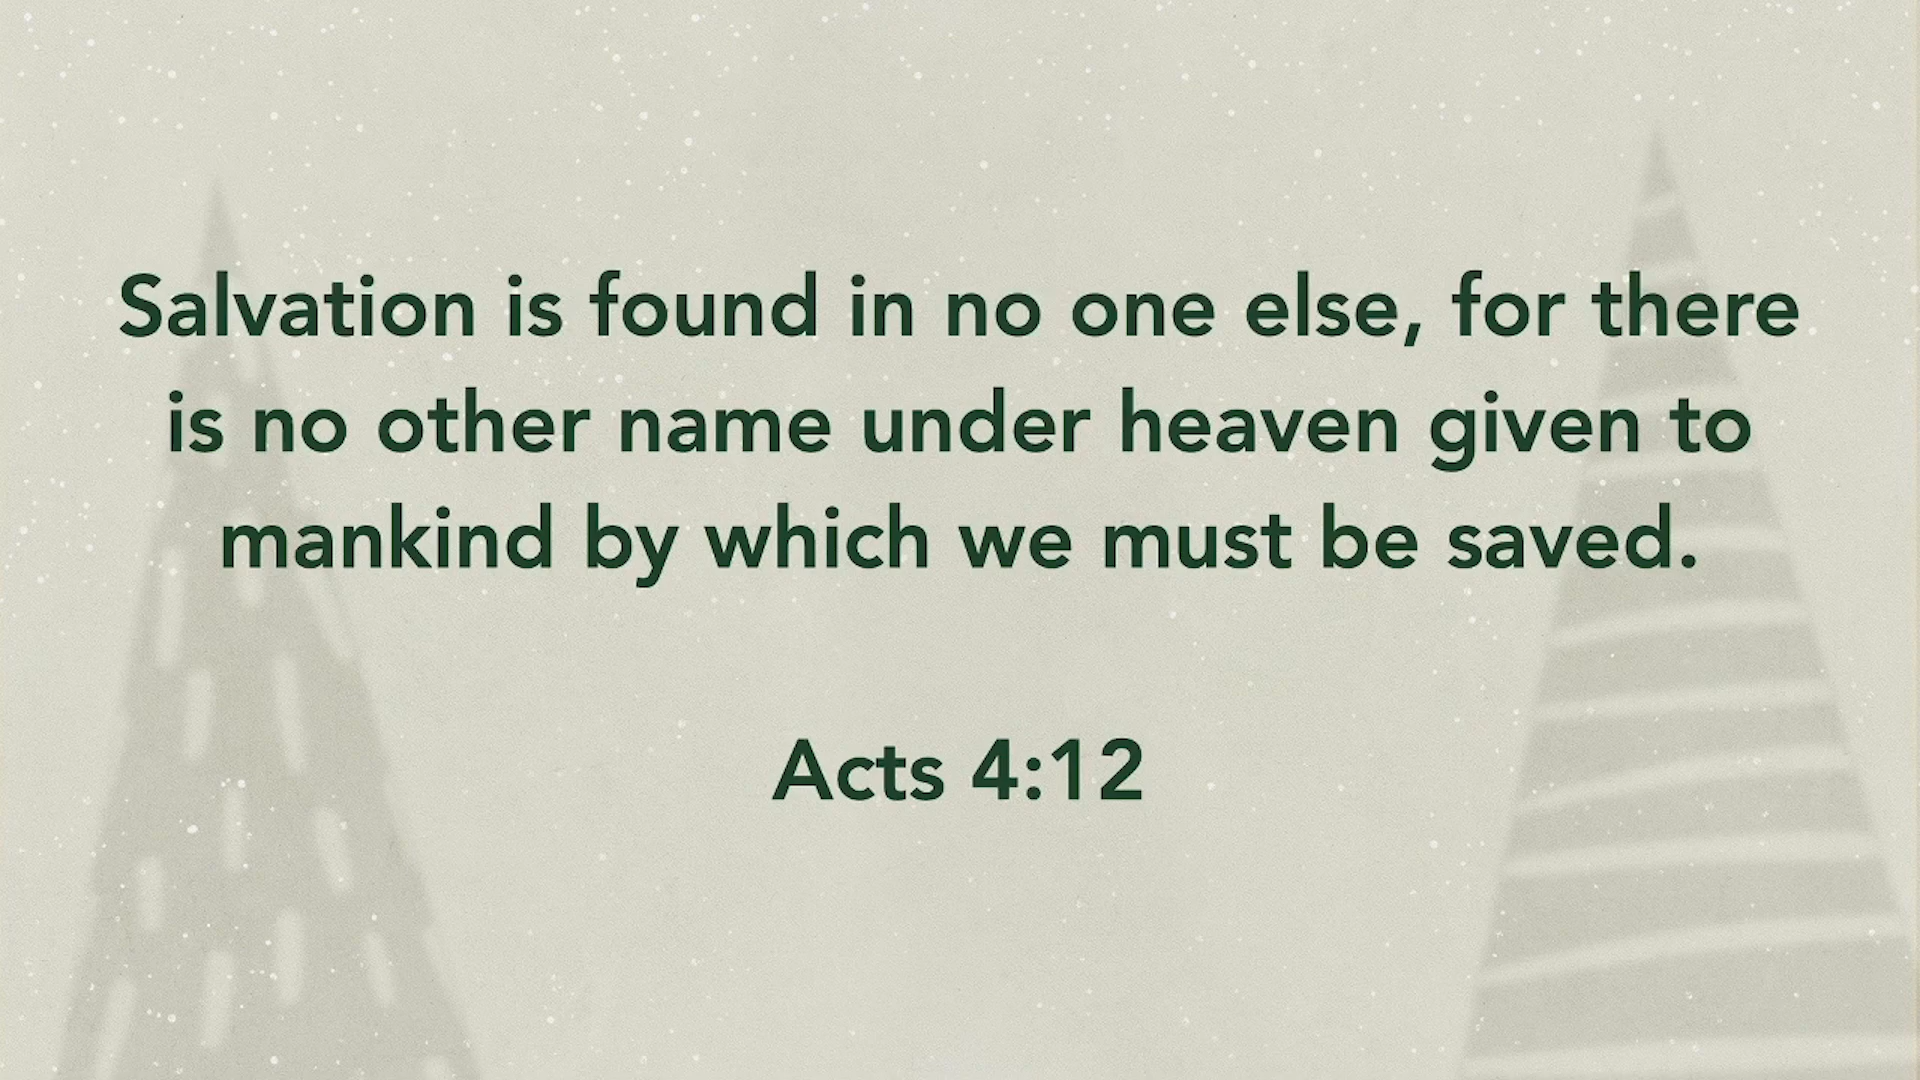 Salvation is found in no one else, for there
is no other name under heaven given to
mankind by which we must be saved.
Acts 4:12